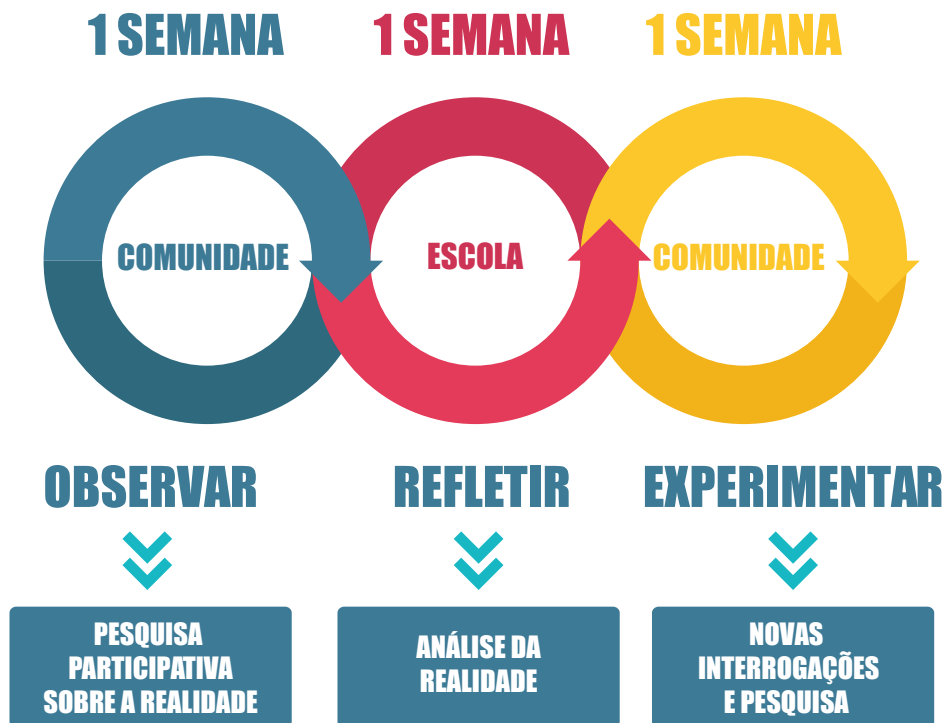 1 SEMANA
1 SEMANA
1 SEMANA
COMUNIDADE
ESCOLA
COMUNIDADE
OBSERVAR
REFLETIR
EXPERIMENTAR
PESQUISA
PARTICIPATIVA
SOBRE A REALIDADE
ANÁLISE DA
REALIDADE
NOVAS
INTERROGAÇÕES
E PESQUISA